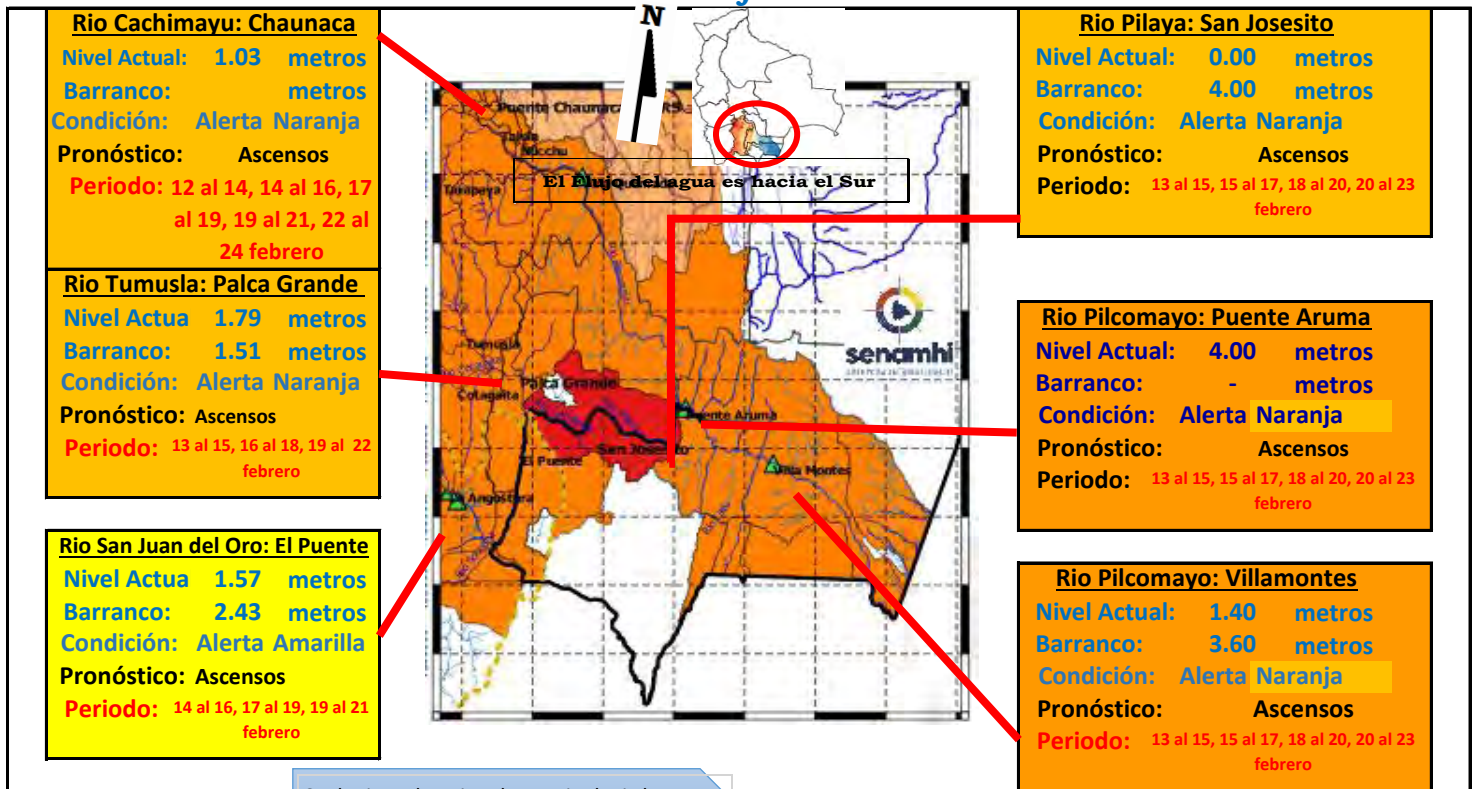 Rio Cachimayu: Chaunaca
Nivel Actual: 1.03 metros
Barranco: metros
Condición: Alerta Naranja
Pronóstico: Ascensos
Periodo: 12 al 14, 14 al 16, 17
al 19, 19 al 21, 22 al
24 febrero
Rio Tumusla: Palca Grande
Nivel Actua 1.79 metros
Barranco: 1.51 metros
Condición: Alerta Naranja
Pronóstico: Ascensos
Periodo: 13 al 15, 16 al 18, 19 al 22
febrero
Rio San Juan del Oro: El Puente
Nivel Actua 1.57 metros
Barranco: 2.43 metros
Condición: Alerta Amarilla
Pronóstico: Ascensos
Periodo: 14 al 16, 17 al 19, 19 al 21
febrero
N
Puente Chaunaca
Tarapaya
El Flujo del agua es hacia el Sur
senamhi
Tumusla
Palca Grande
Cotagaita
Puente Aruma
San Josesito
El Puente
Villa Montes
Angostura
Rio Pilaya: San Josesito
Nivel Actual: 0.00 metros
Barranco: 4.00 metros
Condición: Alerta Naranja
Pronóstico: Ascensos
Periodo: 13 al 15, 15 al 17, 18 al 20, 20 al 23
febrero
Rio Pilcomayo: Puente Aruma
Nivel Actual: 4.00 metros
Barranco: - metros
Condición: Alerta Naranja
Pronóstico: Ascensos
Periodo: 13 al 15, 15 al 17, 18 al 20, 20 al 23
febrero
Rio Pilcomayo: Villamontes
Nivel Actual: 1.40 metros
Barranco: 3.60 metros
Condición: Alerta Naranja
Pronóstico: Ascensos
Periodo: 13 al 15, 15 al 17, 18 al 20, 20 al 23
febrero